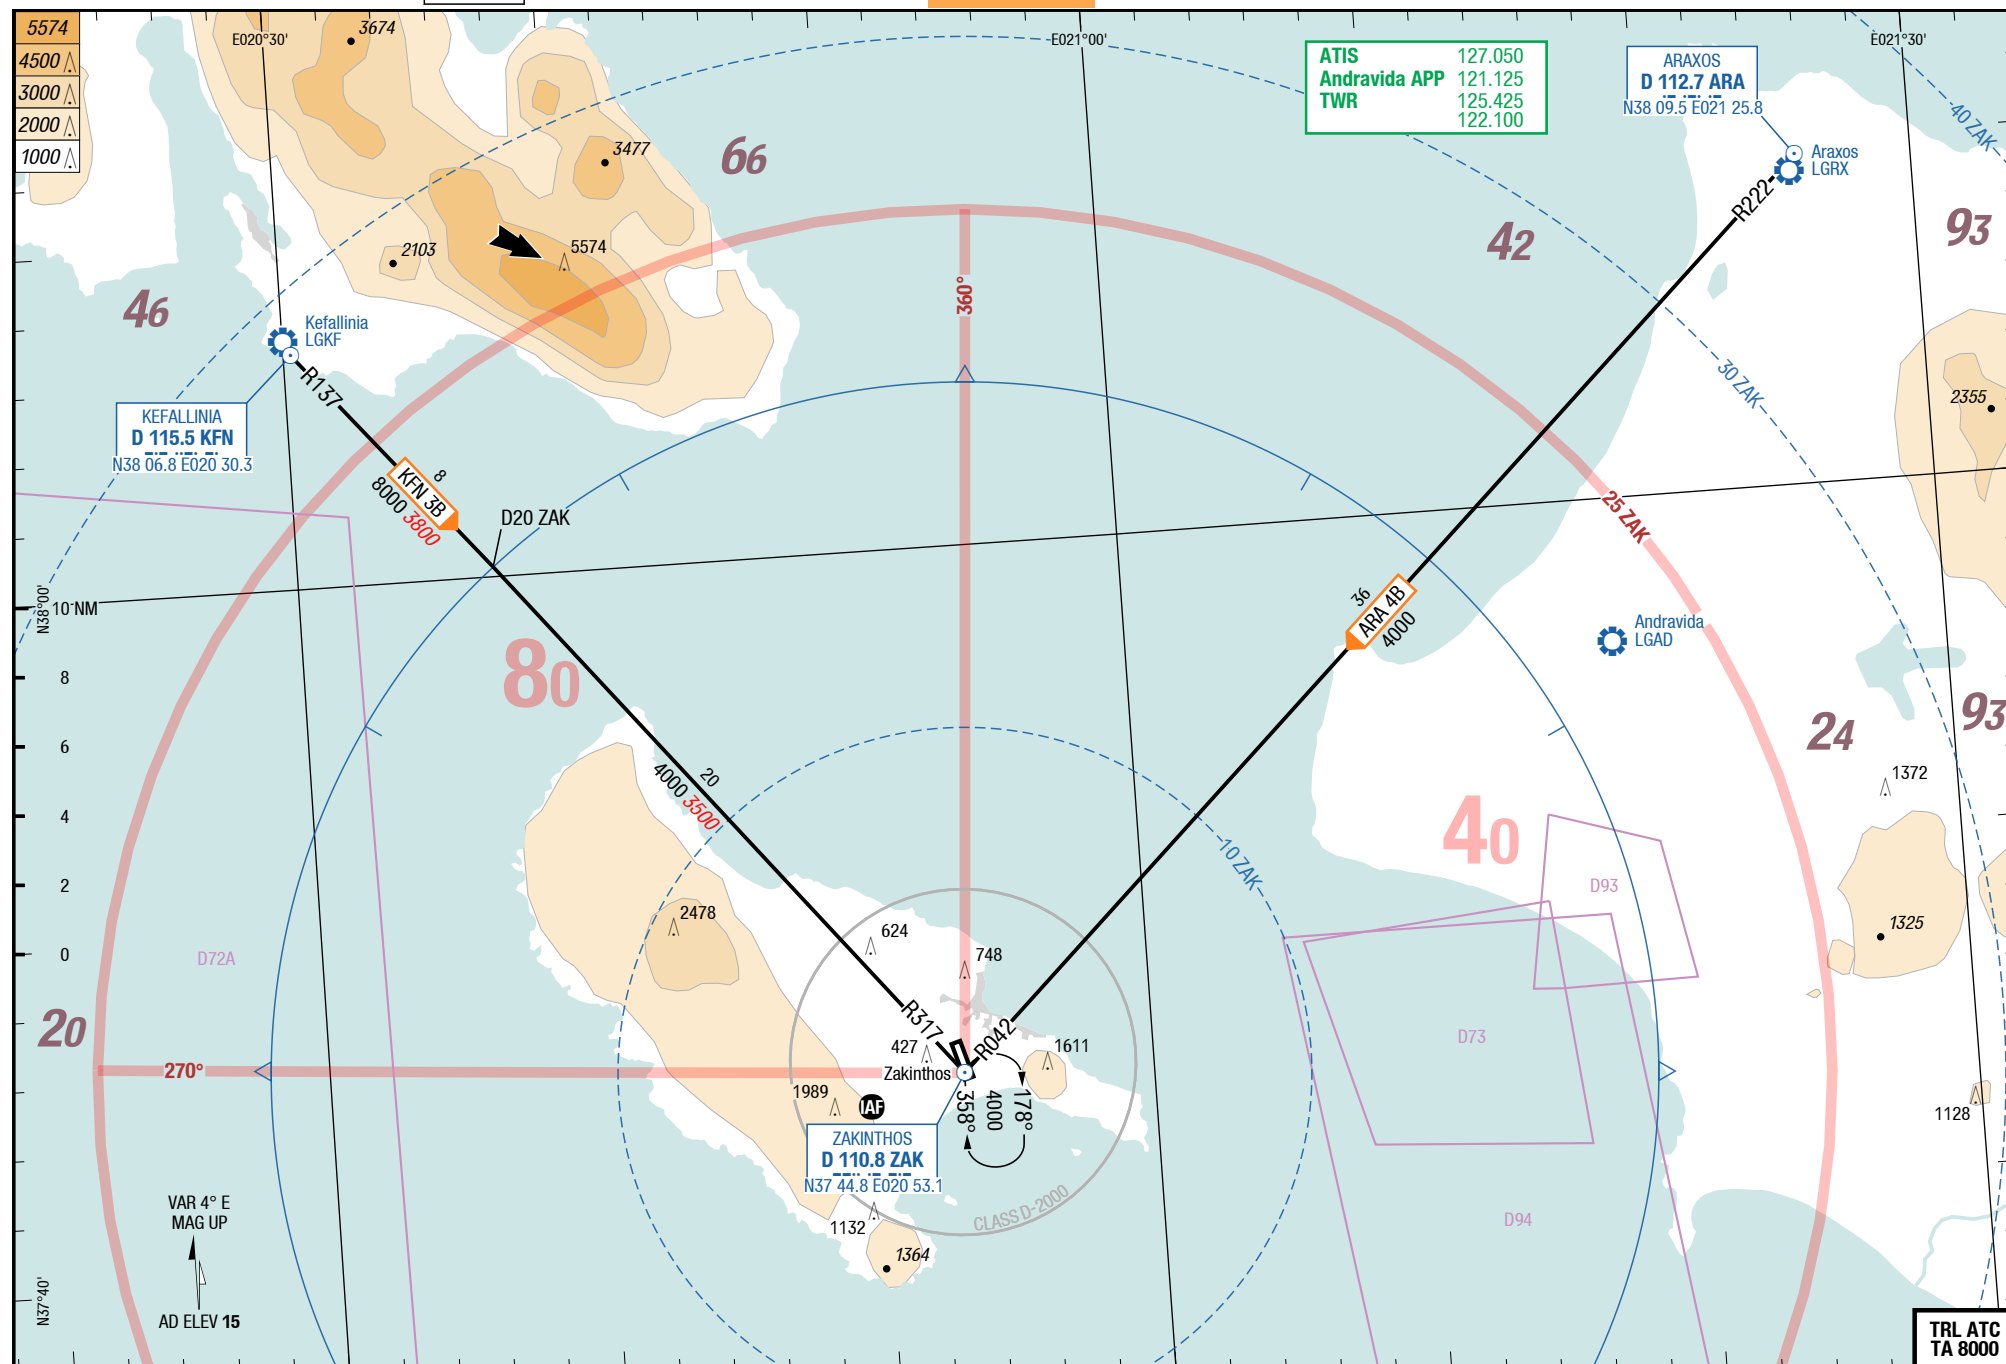 5574
4500
3000
2000
1000
E020°30'
E021°00'
E021°30'
3674
3477
66
2103
5574
46
ATIS 127.050
Andravida APP 121.125
TWR 125.425
122.100
ARAXOS
D 112.7 ARA
N38 09.5 E021 25.8
40 ZAK
Araxos
LGRX
R222
42
93
360°
Kefallinia
LGKF
KEFALLINIA
D 115.5 KFN
N38 06.8 E020 30.3
R137
8
KFN 3B
8000 3800
D20 ZAK
30 ZAK
2355
25 ZAK
N38°00'
10 NM
8
6
4
2
0
36
ARA 4B
4000
Andravida
LGAD
80
24
93
1372
20
4000 3500
40
10 ZAK
D93
2478
624
748
1325
D72A
20
D73
R317
R042
427
1611
270°
Zakinthos
1989
IAF
358°
4000
178°
1128
ZAKINTHOS
D 110.8 ZAK
N37 44.8 E020 53.1
CLASS D-2000
D94
1132
1364
VAR 4° E
MAG UP
AD ELEV 15
N37°40'
TRL ATC
TA 8000